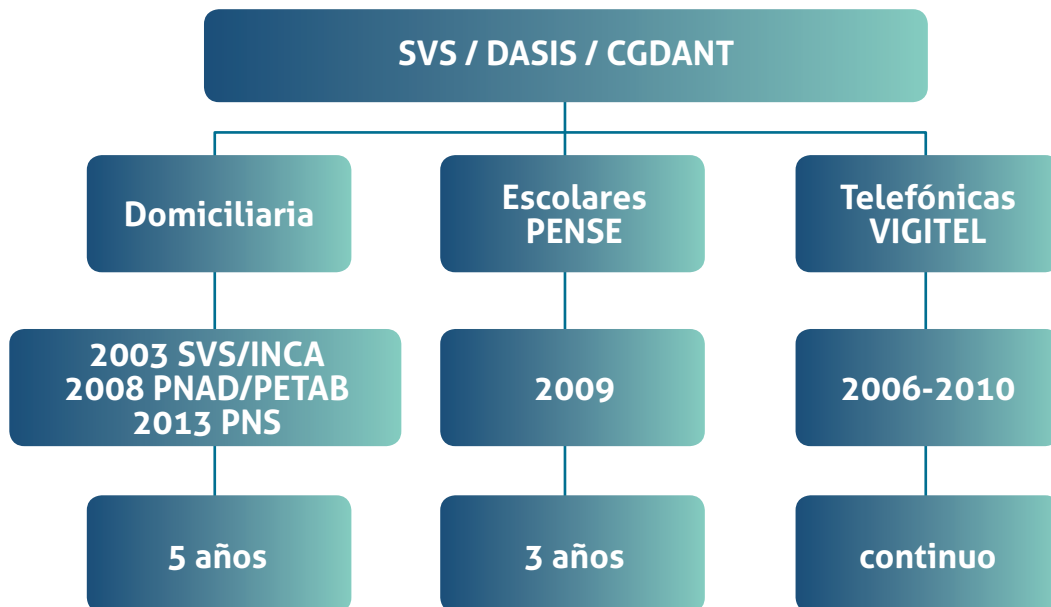 SVS / DASIS / CGDANT
Domiciliaria
Escolares
PENSE
Telefónicas
VIGITEL
2003 SVS/INCA
2008 PNAD/PETAB
2013 PNS
2009
2006-2010
5 años
3 años
continuo